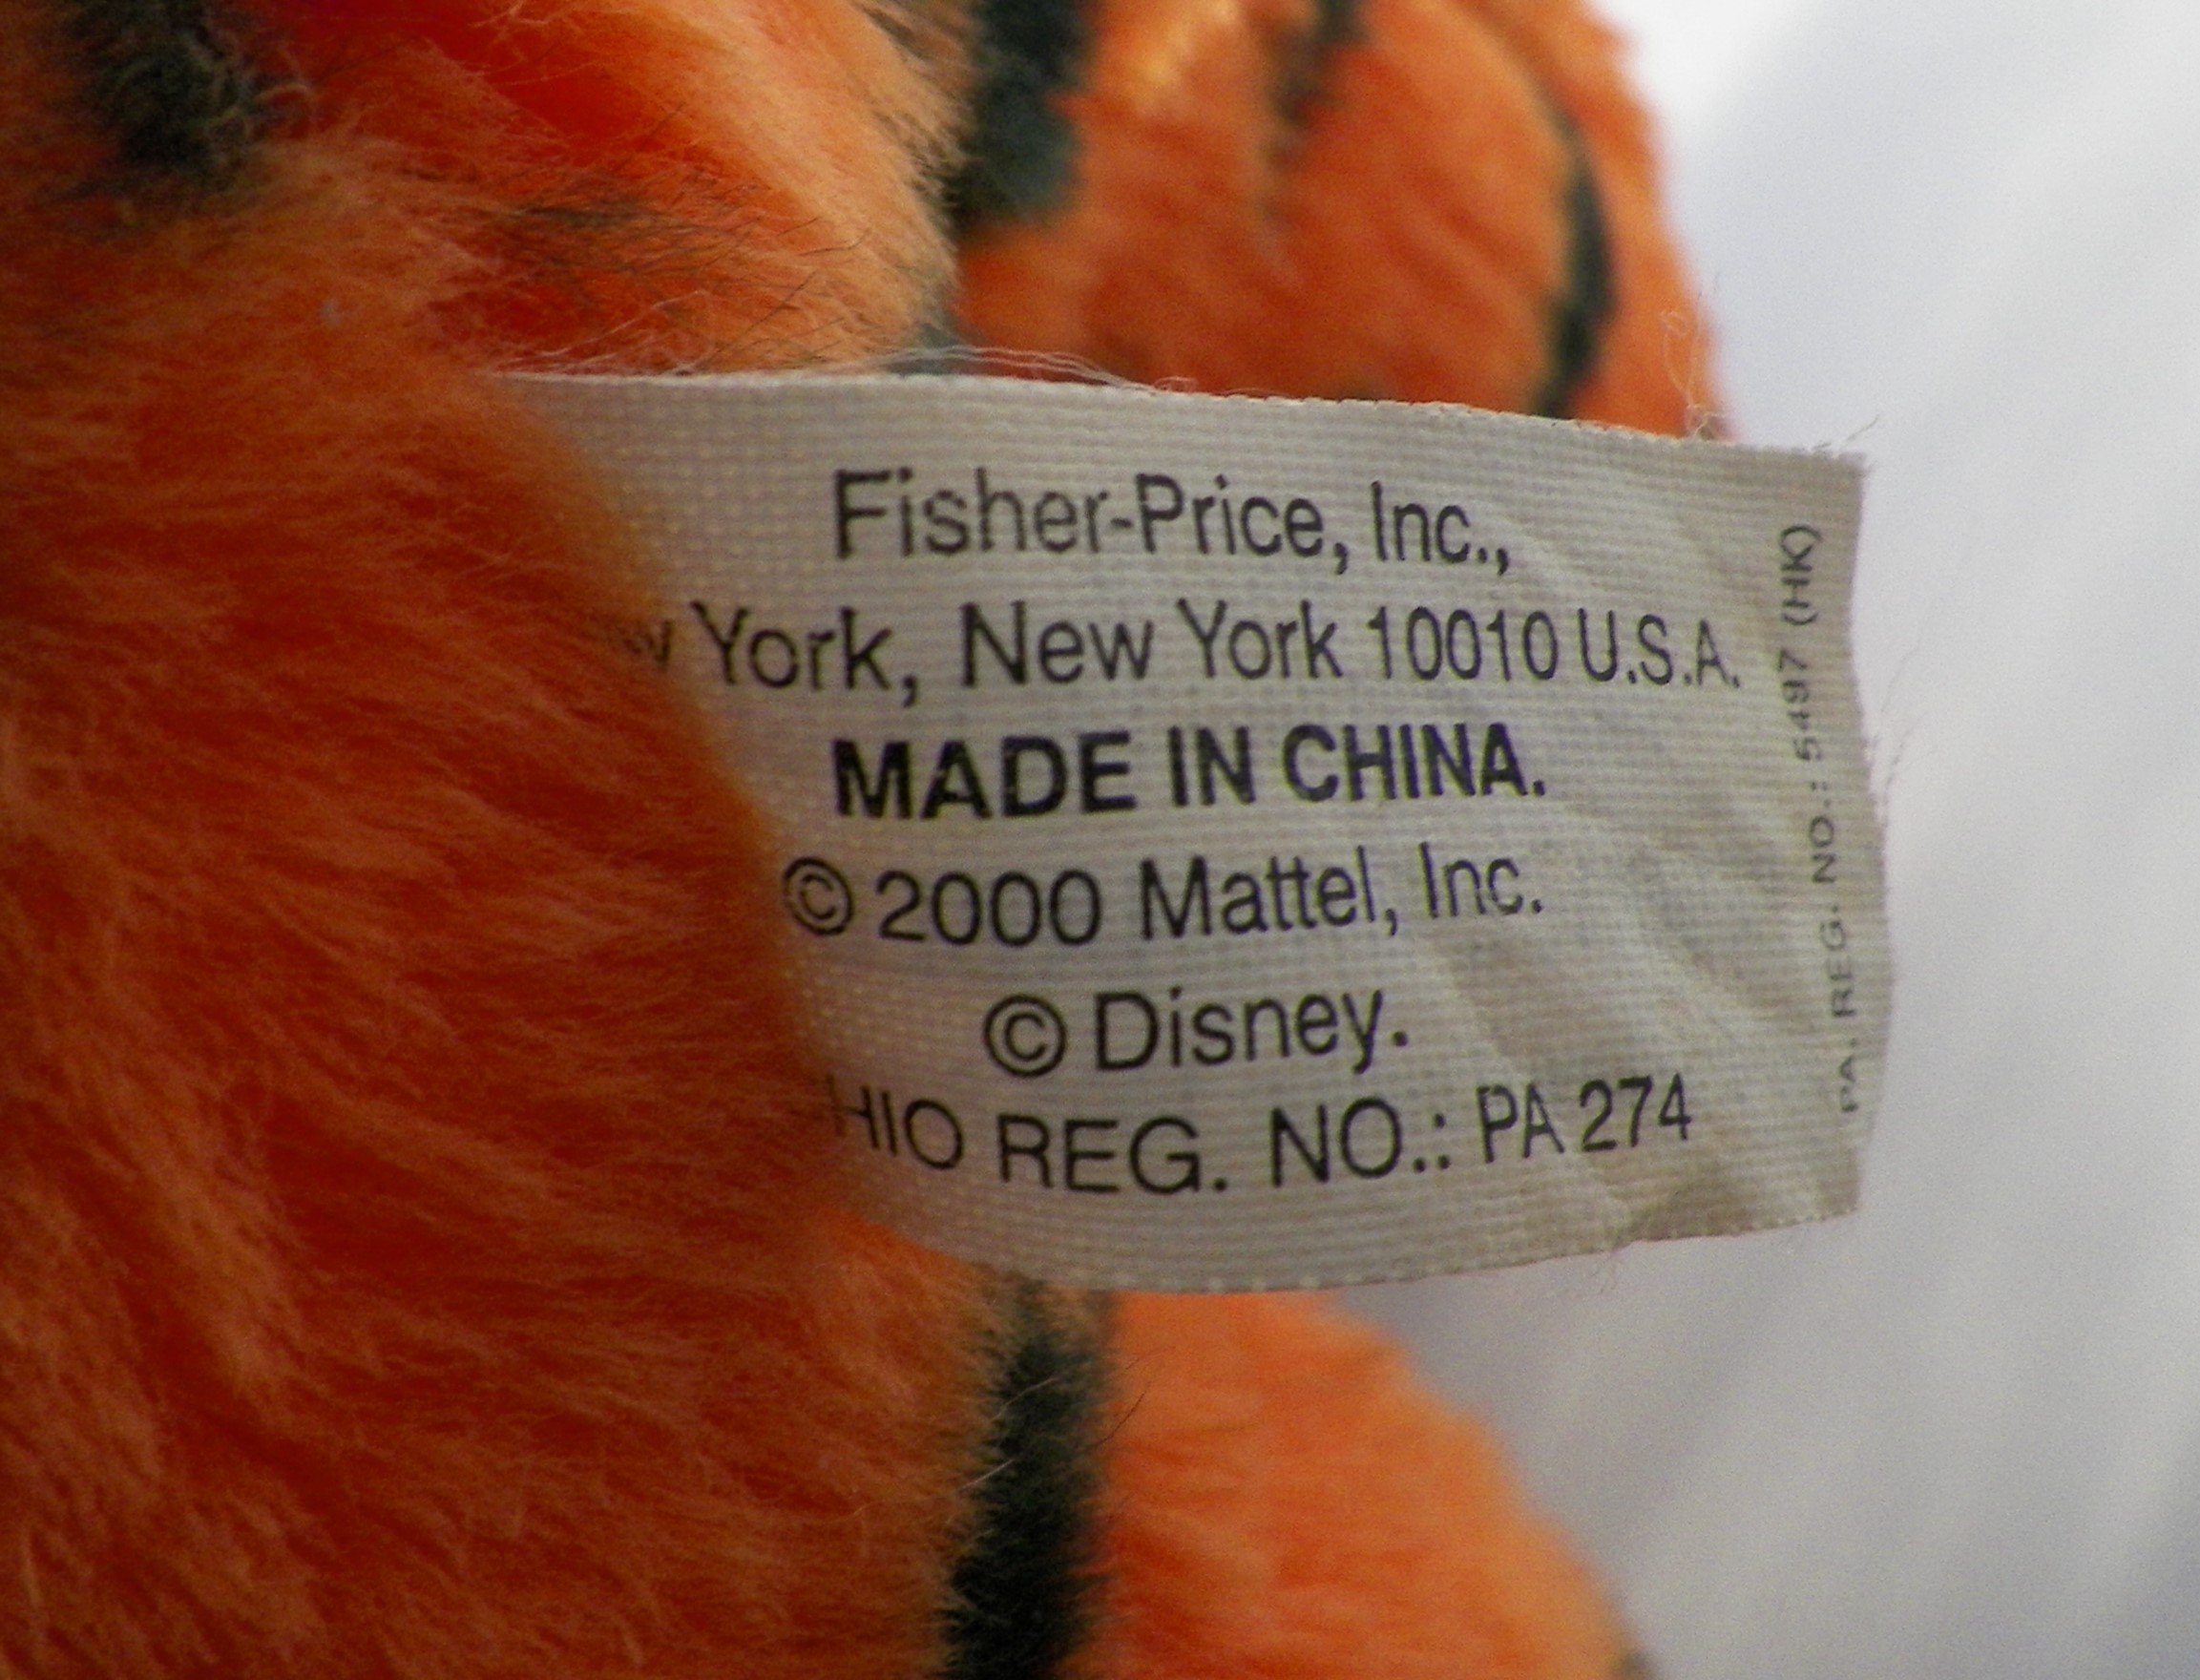 Fisher-Price, Inc.,
York, New York 10010 U.S.A.
MADE IN CHINA.
© 2000 Mattel, Inc.
© Disney.
HIO REG. NO.: PA 274
PA. REG. NO.: 5497 (HK)